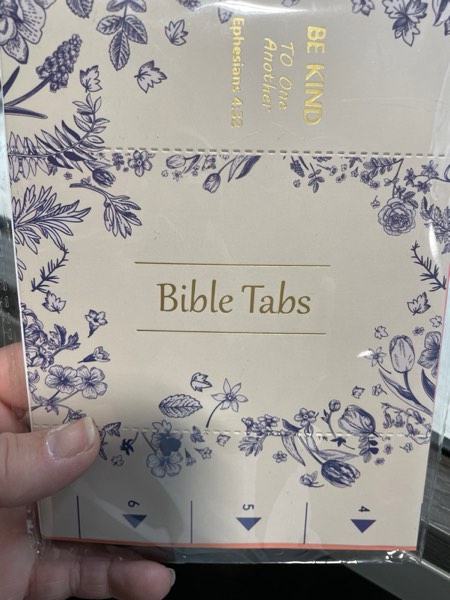 BE KIND
To One
Another
Ephesians 4:32
Bible Tabs
6
5
4